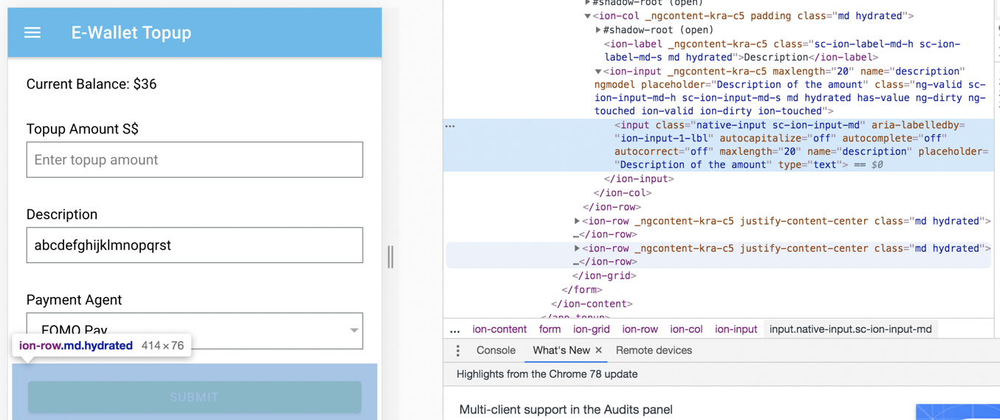 E-Wallet Topup
Current Balance: $36
Topup Amount S$
Enter topup amount
Description
abcdefghijklmnopqrst
Payment Agent
FOMO Pay
ion-row.md.hydrated 414 × 76
SUBMIT
▶#shadow-root (open)
▼<ion-col _ngcontent-kra-c5 padding class="md hydrated">
▶#shadow-root (open)
<ion-label _ngcontent-kra-c5 class="sc-ion-label-md-h sc-ion-
label-md-s md hydrated">Description</ion-label>
▼<ion-input _ngcontent-kra-c5 maxlength="20" name="description"
ngmodel placeholder="Description of the amount" class="ng-valid sc-
ion-input-md-h sc-ion-input-md-s md hydrated has-value ng-dirty ng-
touched ion-valid ion-dirty ion-touched">
… <input class="native-input sc-ion-input-md" aria-labelledby=
"ion-input-1-lbl" autocapitalize="off" autocomplete="off"
autocorrect="off" maxlength="20" name="description" placeholder=
"Description of the amount" type="text"> == $0
</ion-input>
</ion-col>
</ion-row>
▶<ion-row _ngcontent-kra-c5 justify-content-center class="md hydrated">
…</ion-row>
▶<ion-row _ngcontent-kra-c5 justify-content-center class="md hydrated">
…</ion-row>
</ion-grid>
</form>
</ion-content>
</app-topup>
… ion-content form ion-grid ion-row ion-col ion-input input.native-input.sc-ion-input-md
Console What's New × Remote devices
Highlights from the Chrome 78 update
Multi-client support in the Audits panel